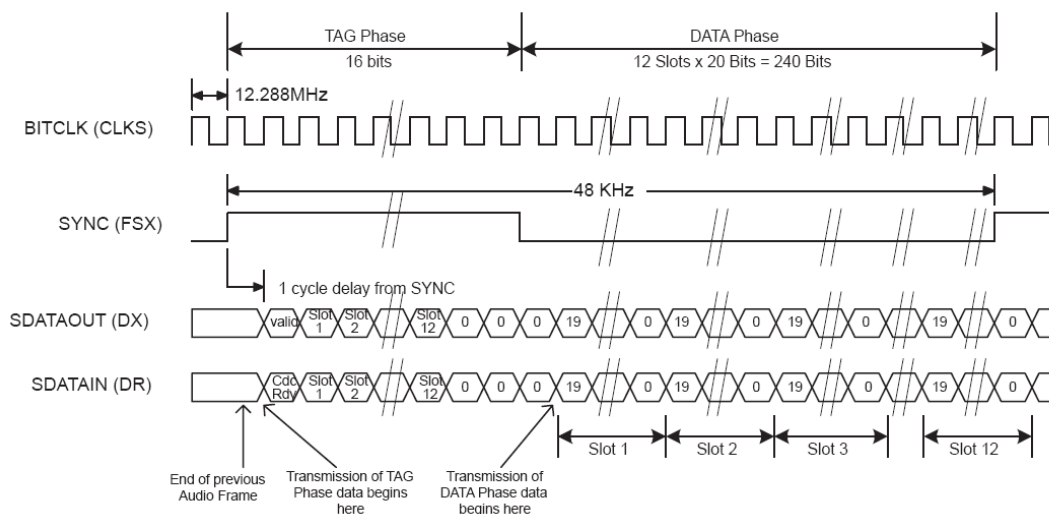 TAG Phase
16 bits
DATA Phase
12 Slots x 20 Bits = 240 Bits
12.288MHz
BITCLK (CLKS)
48 KHz
SYNC (FSX)
1 cycle delay from SYNC
SDATAOUT (DX)
valid Slot 1 Slot 2 Slot 12 0 0 0 19 0 19 0 19 0 19 0
SDATAIN (DR)
Cdc Rdy Slot 1 Slot 2 Slot 12 0 0 0 19 0 19 0 19 0 19 0
Slot 1 Slot 2 Slot 3 Slot 12
End of previous
Audio Frame
Transmission of TAG
Phase data begins
here
Transmission of
DATA Phase data
begins here